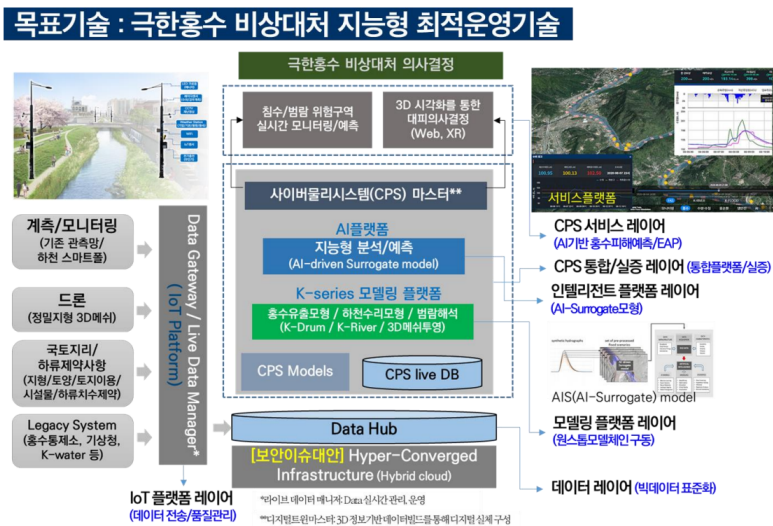 목표기술 : 극한홍수 비상대처 지능형 최적운영기술
극한홍수 비상대처 의사결정
침수/범람 위험구역
실시간 모니터링/예측
3D 시각화를 통한
대피의사결정
(Web, XR)
사이버물리시스템(CPS) 마스터**
AI플랫폼
지능형 분석/예측
(AI-driven Surrogate model)
K-series 모델링 플랫폼
홍수유출모형 / 하천수리모형 / 범람해석
(K-Drum / K-River / 3D메쉬투영)
CPS Models
CPS live DB
계측/모니터링
(기존 관측망/
하천 스마트폴)
드론
(정밀지형 3D메쉬)
국토지리/
하류제약사항
(지형/토양/토지이용/
시설물/하류치수제약)
Legacy System
(홍수통제소, 기상청,
K-water 등)
Data Gateway / Live Data Manager*
(IoT Platform)
Data Hub
[보안이슈대안] Hyper-Converged
Infrastructure (Hybrid cloud)
IoT 플랫폼 레이어
(데이터 전송/품질관리)
*라이브 데이터 매니저: Data 실시간 관리, 운영
**디지털트윈마스터: 3D 정보기반 데이터빌드를 통해 디지털 실체 구성
서비스플랫폼
CPS 서비스 레이어
(AI기반 홍수피해예측/EAP)
CPS 통합/실증 레이어 (통합플랫폼/실증)
인텔리전트 플랫폼 레이어
(AI-Surrogate모형)
AIS(AI-Surrogate) model
모델링 플랫폼 레이어
(원스톱모델체인 구동)
데이터 레이어 (빅데이터 표준화)